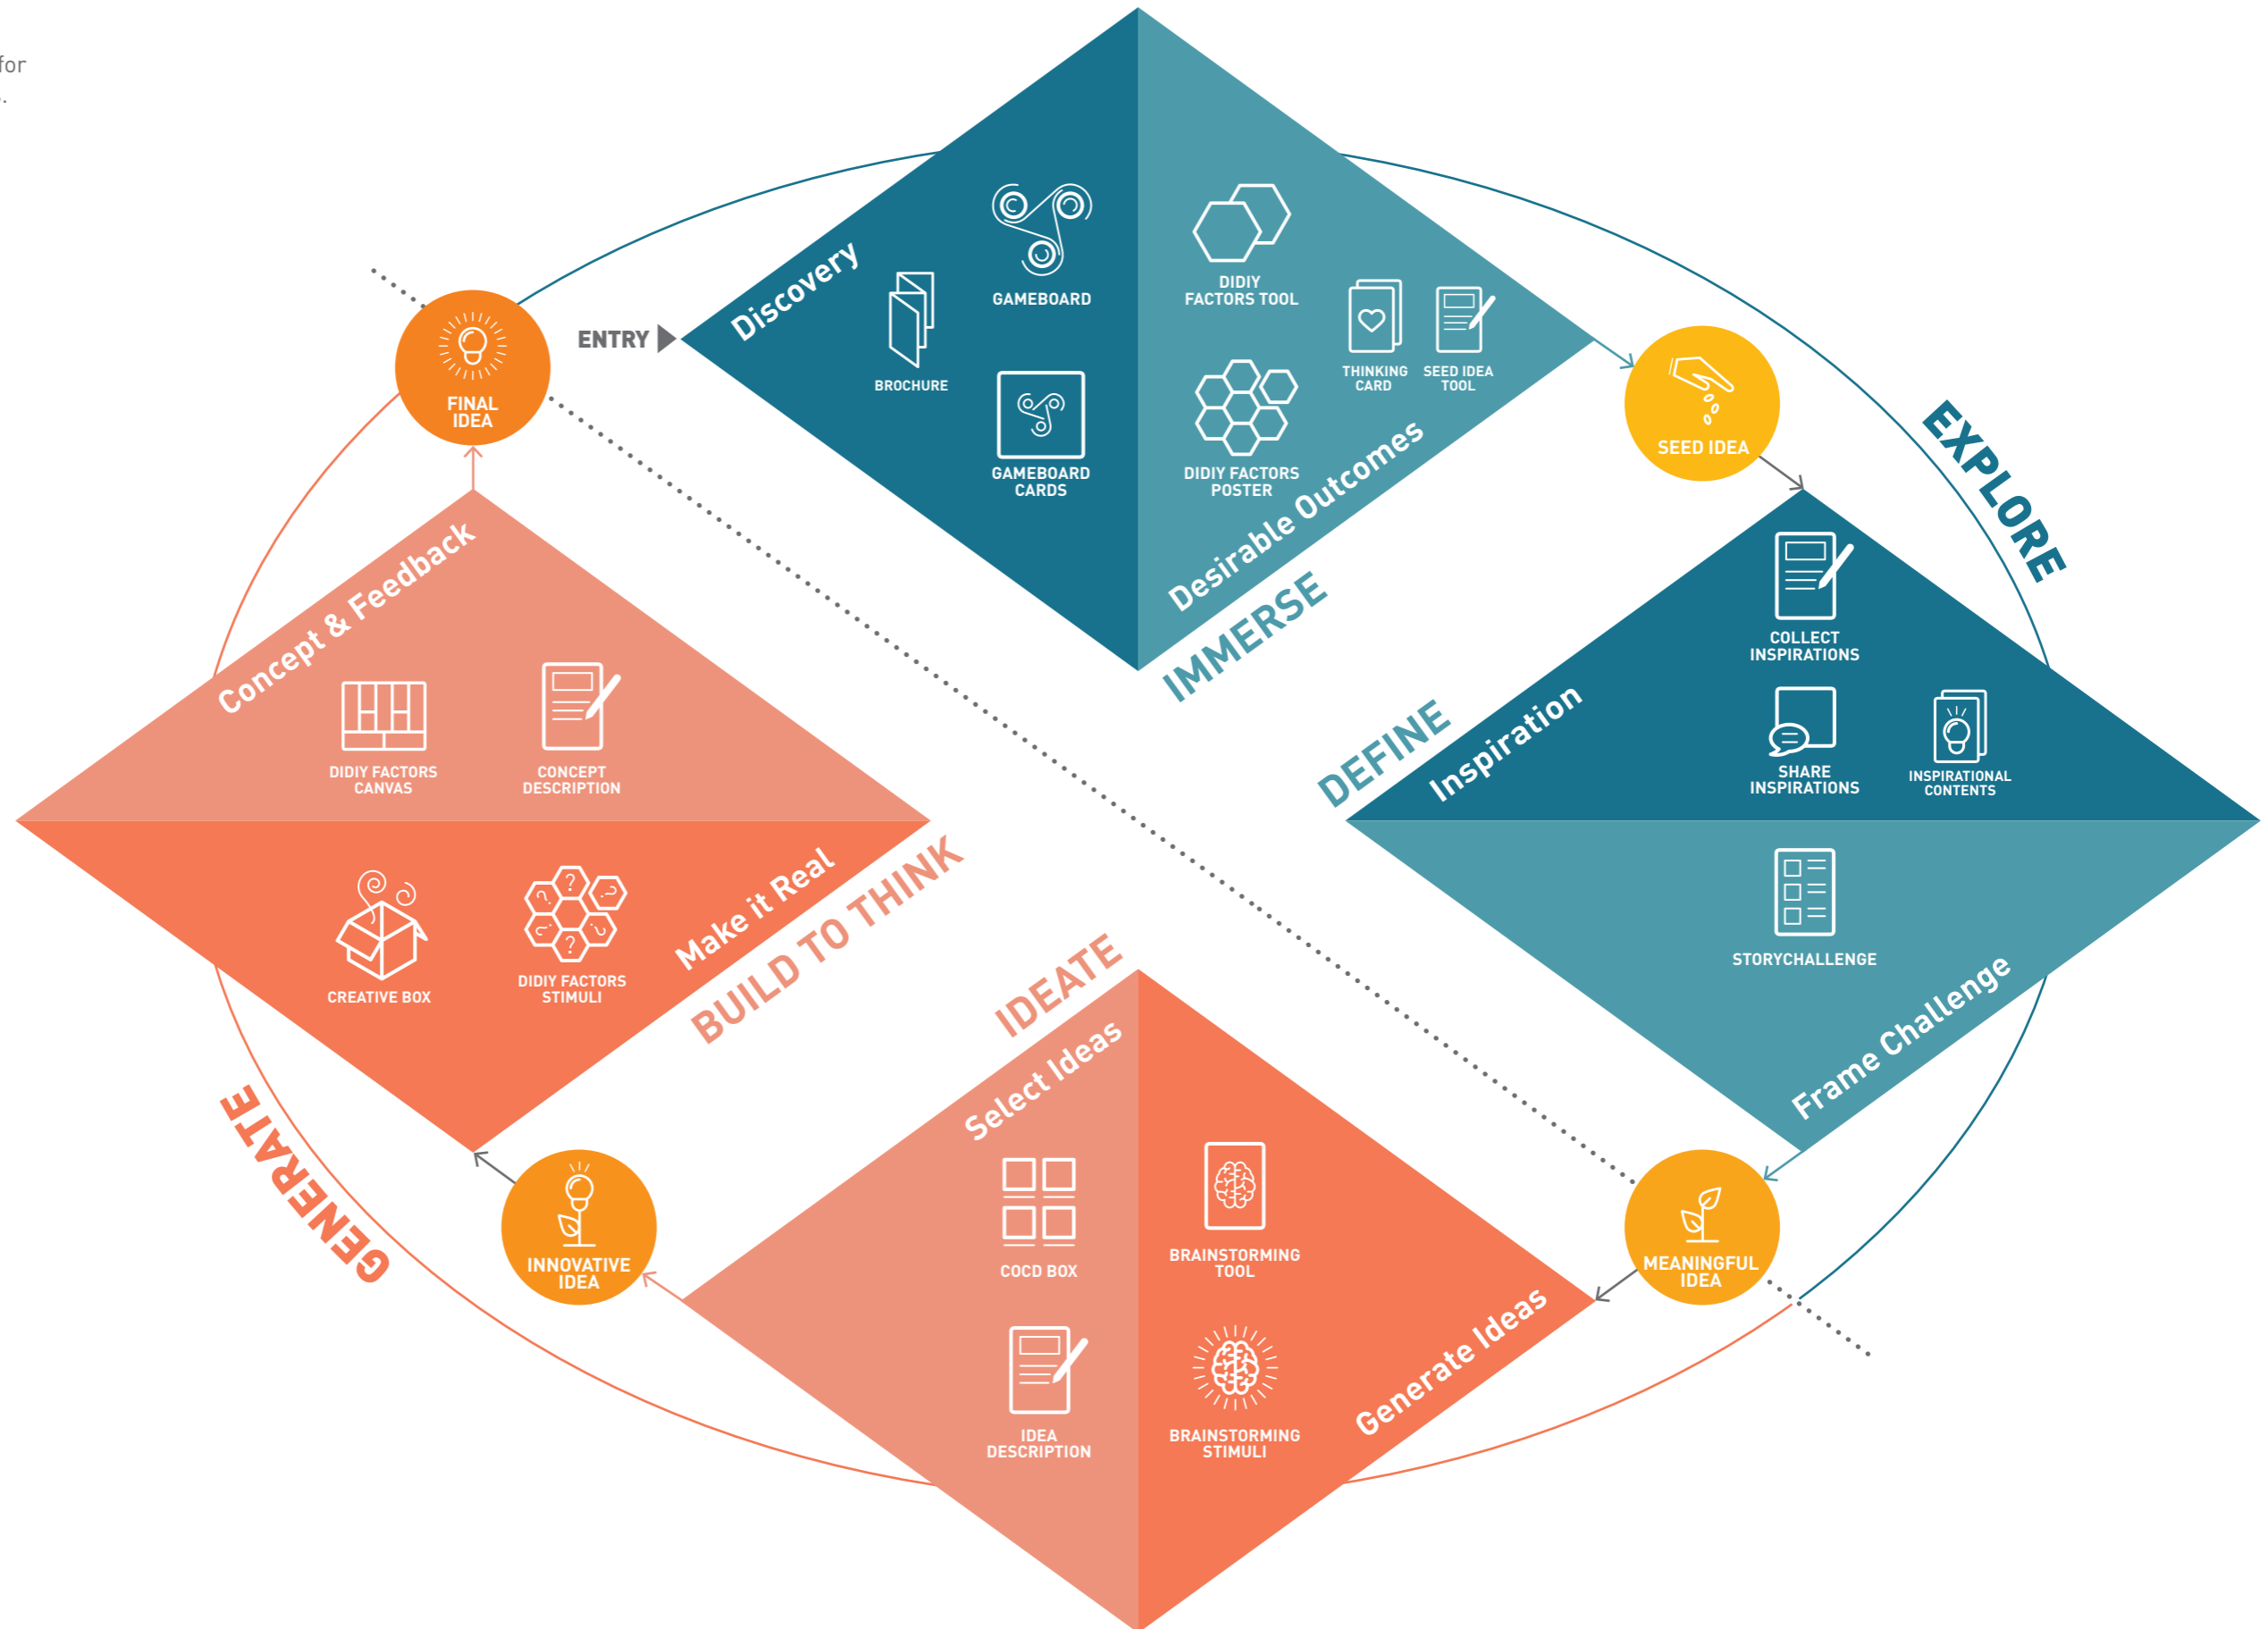 for
.
ENTRY
Discovery
BROCHURE
GAMEBOARD
GAMEBOARD
CARDS
DIDIY
FACTORS TOOL
THINKING
CARD
SEED IDEA
TOOL
DIDIY FACTORS
POSTER
Desirable Outcomes
IMMERSE
SEED IDEA
EXPLORE
DEFINE
Inspiration
COLLECT
INSPIRATIONS
SHARE
INSPIRATIONS
INSPIRATIONAL
CONTENTS
STORYCHALLENGE
Frame Challenge
MEANINGFUL
IDEA
IDEATE
Generate Ideas
BRAINSTORMING
TOOL
BRAINSTORMING
STIMULI
Select Ideas
COCD BOX
IDEA
DESCRIPTION
INNOVATIVE
IDEA
GENERATE
BUILD TO THINK
Make it Real
CREATIVE BOX
DIDIY FACTORS
STIMULI
Concept & Feedback
DIDIY FACTORS
CANVAS
CONCEPT
DESCRIPTION
FINAL
IDEA